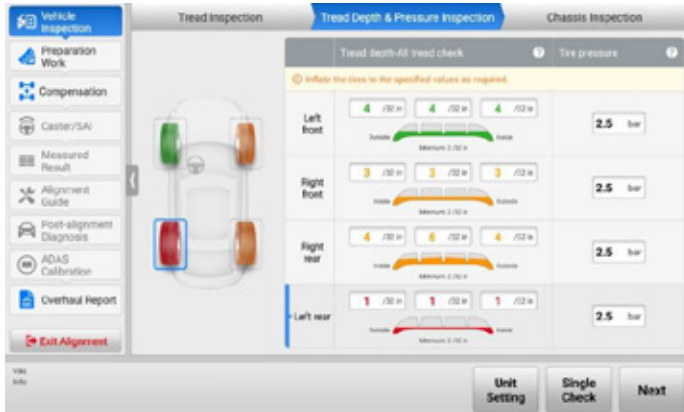 Vehicle
Inspection
Preparation
Work
Compensation
Caster/SAI
Measured
Result
Alignment
Guide
Post-alignment
Diagnosis
ADAS
Calibration
Overhaul Report
Exit Alignment
Tread Inspection
Tread Depth & Pressure Inspection
Chassis Inspection
Tread depth-All tread check ?
Tire pressure ?
Inflate the tires to the specified values as required.
Left
front
4 /32 in 4 /32 in 4 /32 in
Outside Inside
Minimum: 2 /32 in
2.5 bar
Right
front
3 /32 in 3 /32 in 3 /32 in
Inside Outside
Minimum: 2 /32 in
2.5 bar
Right
rear
4 /32 in 6 /32 in 4 /32 in
Inside Outside
Minimum: 2 /32 in
2.5 bar
Left rear
1 /32 in 1 /32 in 1 /32 in
Outside Inside
Minimum: 2 /32 in
2.5 bar
Unit
Setting
Single
Check
Next